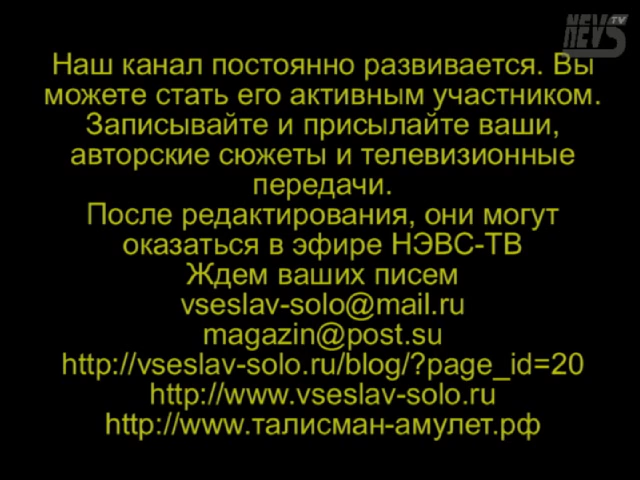 NEVS TV
Наш канал постоянно развивается. Вы
можете стать его активным участником.
Записывайте и присылайте ваши,
авторские сюжеты и телевизионные
передачи.
После редактирования, они могут
оказаться в эфире НЭВС-ТВ
Ждем ваших писем
vseslav-solo@mail.ru
magazin@post.su
http://vseslav-solo.ru/blog/?page_id=20
http://www.vseslav-solo.ru
http://www.талисман-амулет.рф